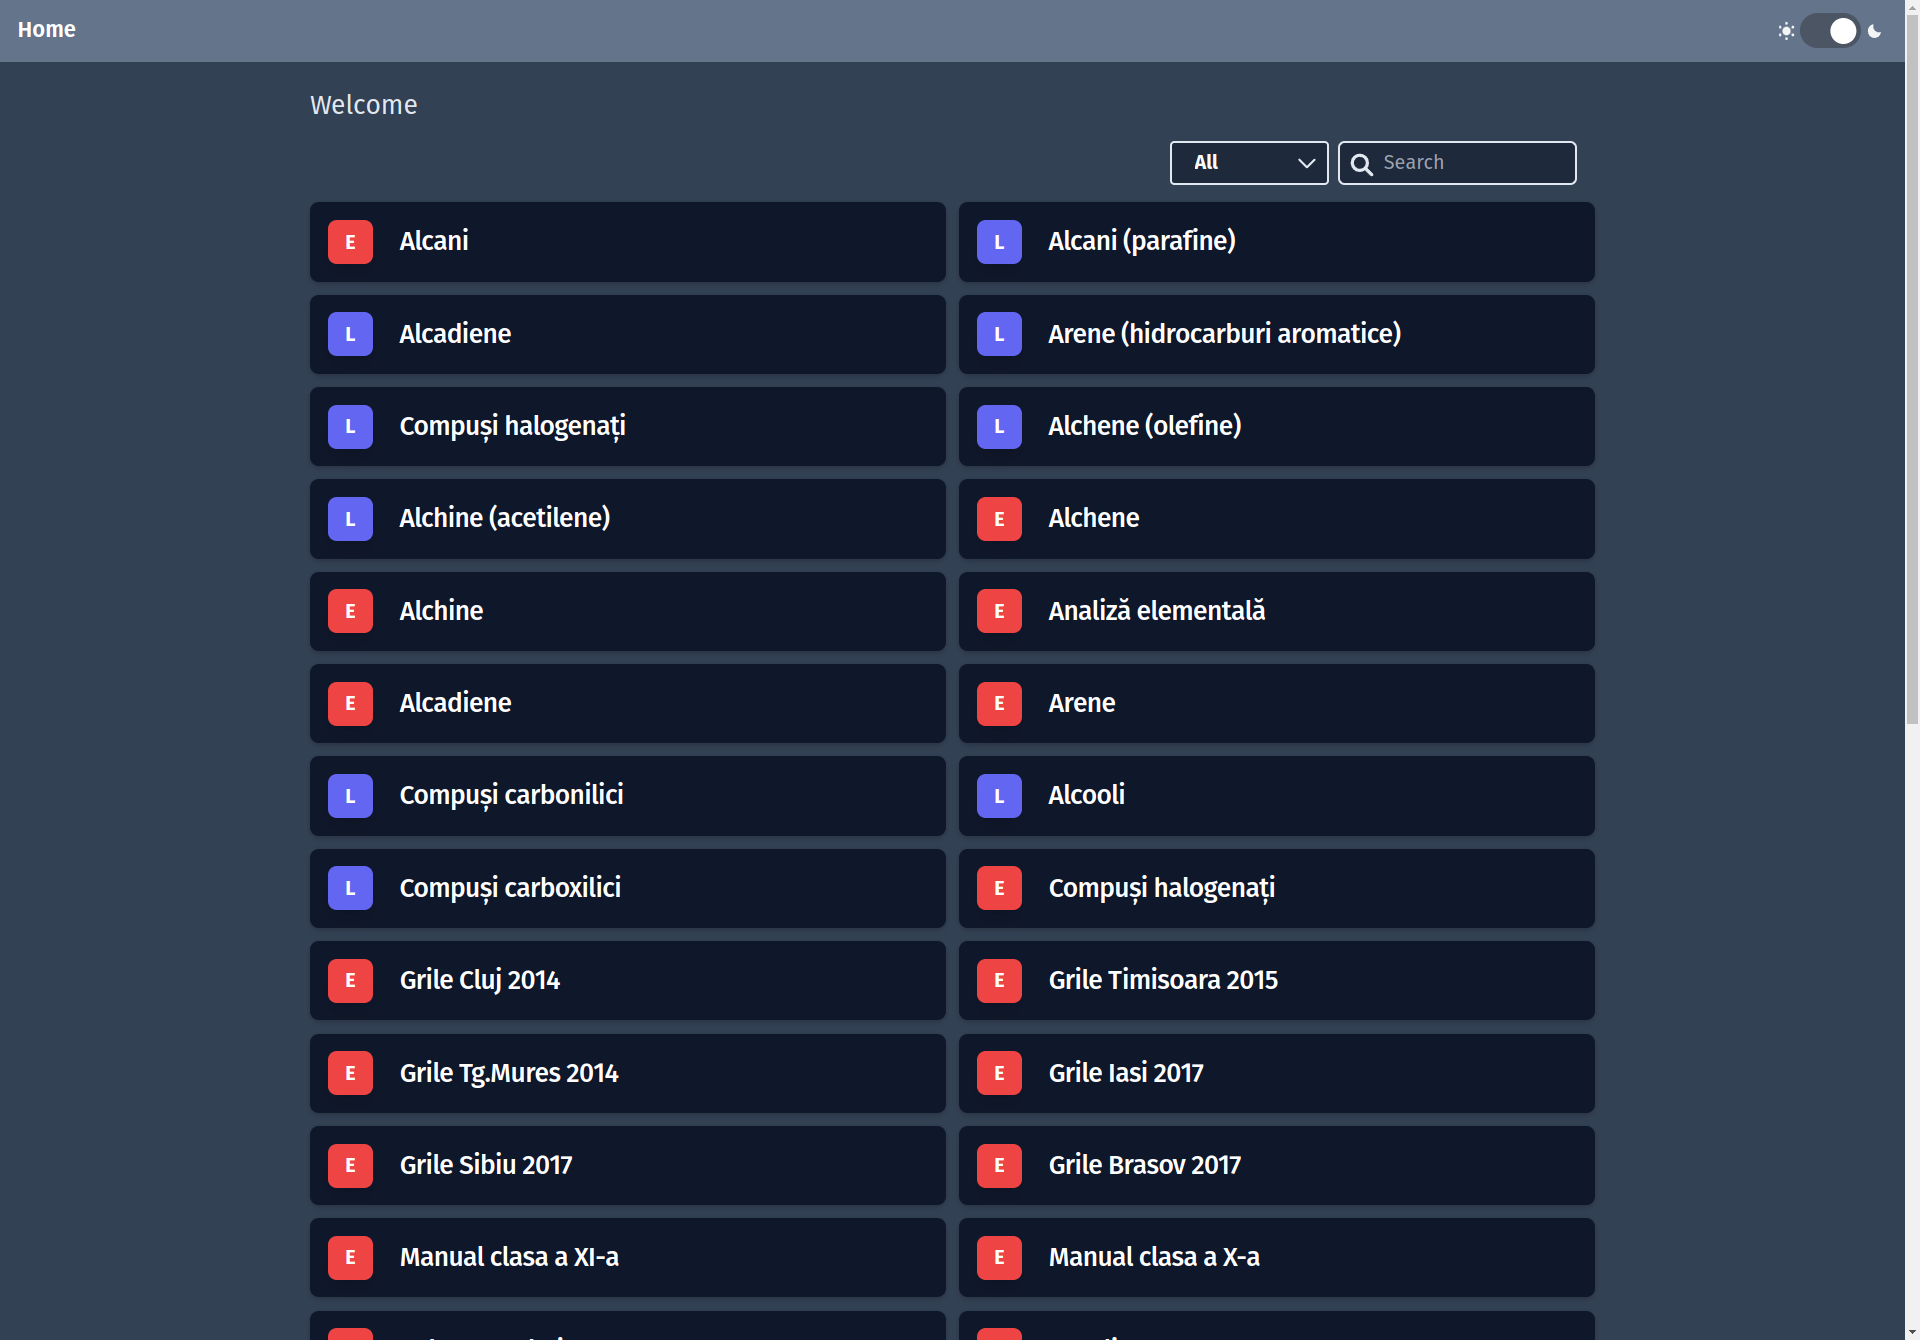 Home
Welcome
All
Search
E Alcani
L Alcani (parafine)
L Alcadiene
L Arene (hidrocarburi aromatice)
L Compuși halogenați
L Alchene (olefine)
L Alchine (acetilene)
E Alchene
E Alchine
E Analiză elementală
E Alcadiene
E Arene
L Compuși carbonilici
L Alcooli
L Compuși carboxilici
E Compuși halogenați
E Grile Cluj 2014
E Grile Timisoara 2015
E Grile Tg.Mures 2014
E Grile Iasi 2017
E Grile Sibiu 2017
E Grile Brasov 2017
E Manual clasa a XI-a
E Manual clasa a X-a